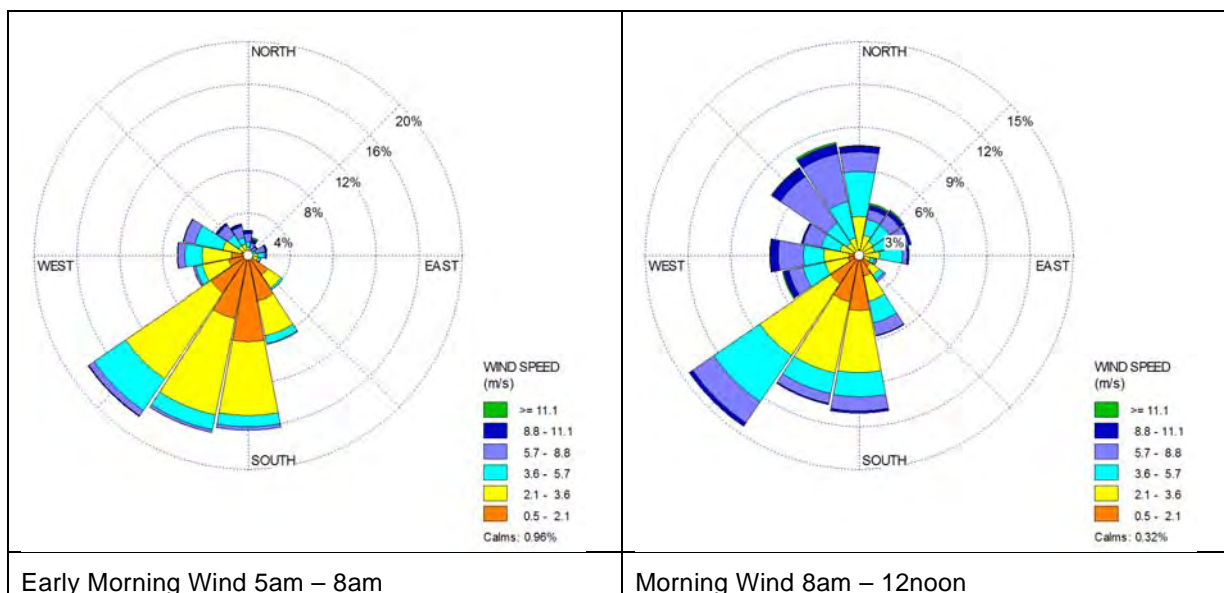 NORTH
20%
16%
12%
8%
4%
WEST
EAST
SOUTH
WIND SPEED
(m/s)
>= 11.1
8.8 - 11.1
5.7 - 8.8
3.6 - 5.7
2.1 - 3.6
0.5 - 2.1
Calms: 0.96%
Early Morning Wind 5am – 8am
NORTH
15%
12%
9%
6%
3%
WEST
EAST
SOUTH
WIND SPEED
(m/s)
>= 11.1
8.8 - 11.1
5.7 - 8.8
3.6 - 5.7
2.1 - 3.6
0.5 - 2.1
Calms: 0.32%
Morning Wind 8am – 12noon